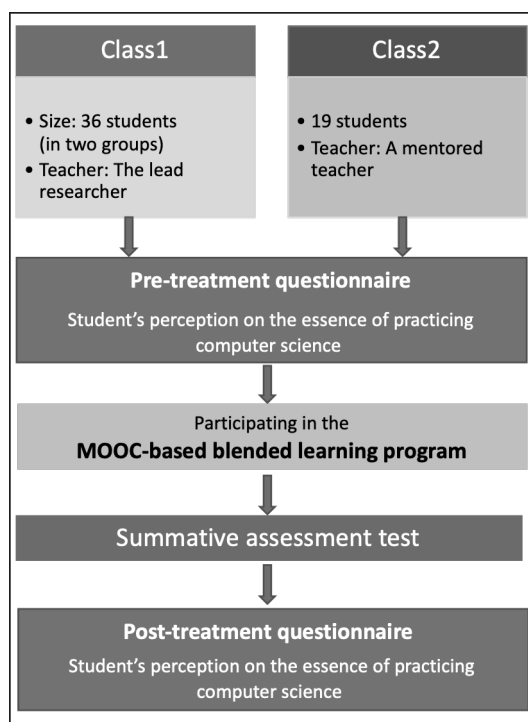 Class1
• Size: 36 students
(in two groups)
• Teacher: The lead
researcher
Class2
• 19 students
• Teacher: A mentored
teacher
Pre-treatment questionnaire
Student's perception on the essence of practicing
computer science
Participating in the
MOOC-based blended learning program
Summative assessment test
Post-treatment questionnaire
Student's perception on the essence of practicing
computer science